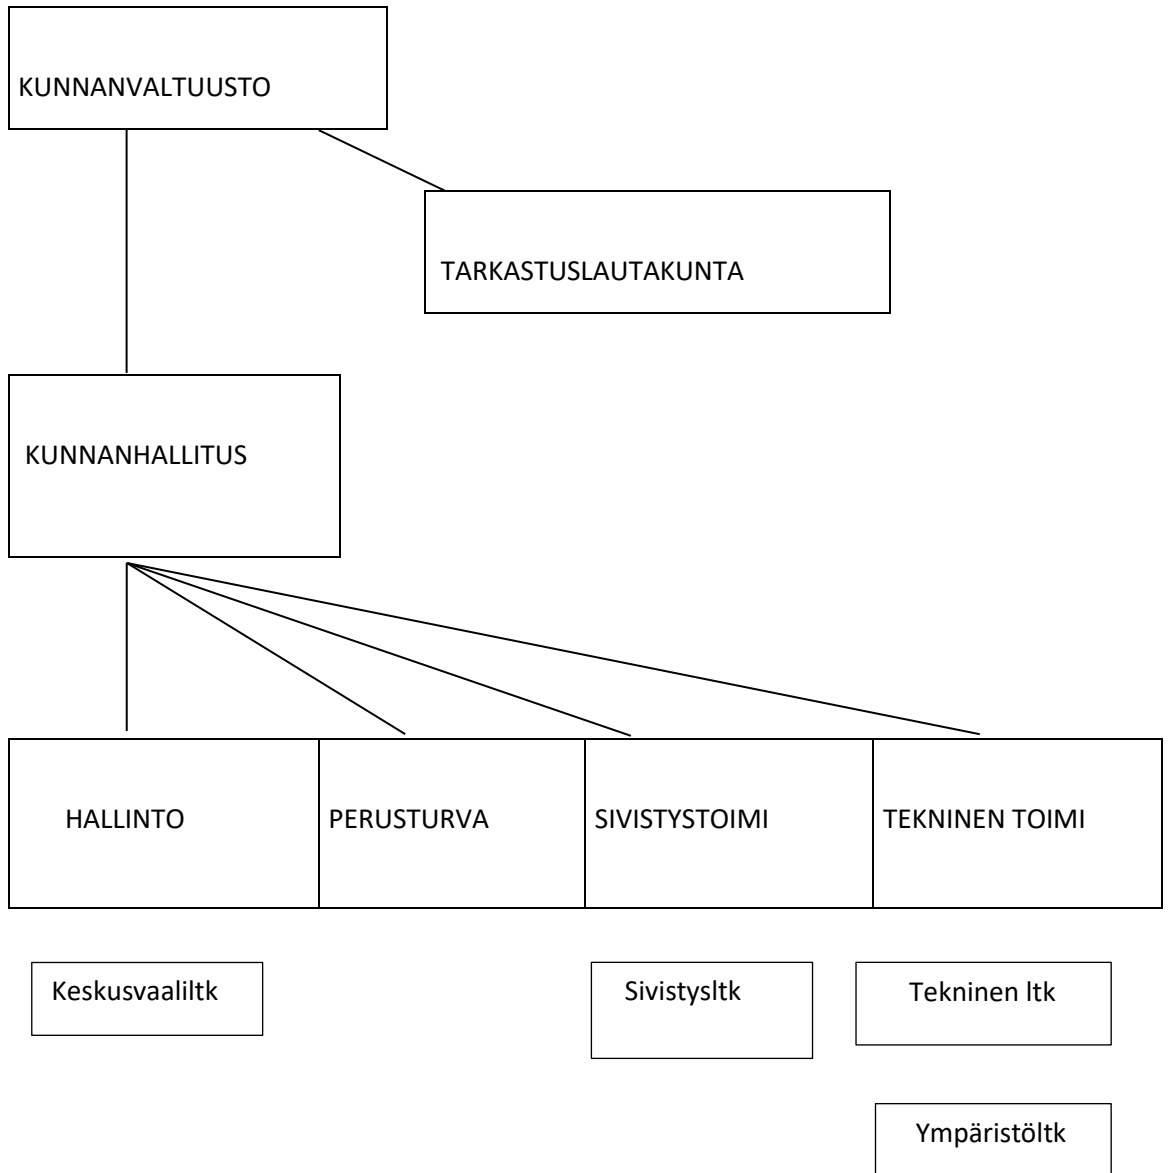 KUNNANVALTUUSTO
TARKASTUSLAUTAKUNTA
KUNNANHALLITUS
HALLINTO
PERUSTURVA
SIVISTYSTOIMI
TEKNINEN TOIMI
Keskusvaaliltk
Sivistysltk
Tekninen ltk
Ympäristöltk